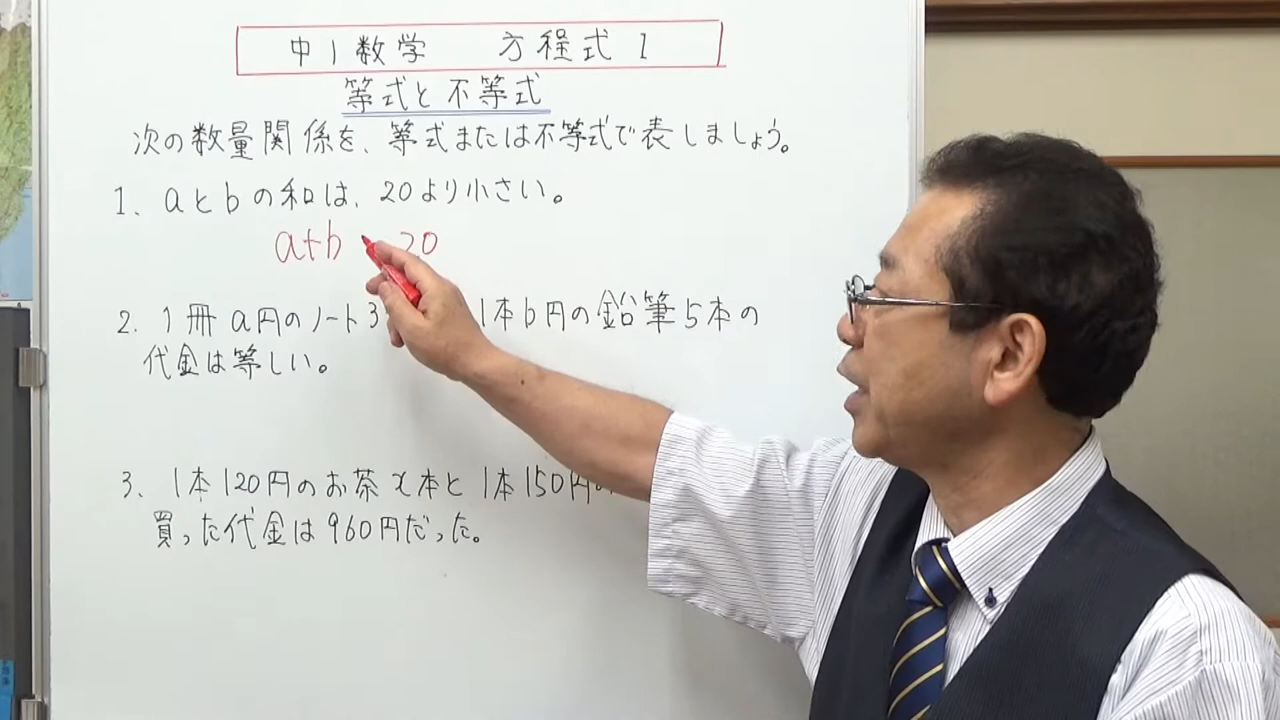 中1数学 方程式1
等式と不等式
次の数量関係を、等式または不等式で表しましょう。
1. aとbの和は、20より小さい。
a+b 20
2. 1冊a円のノート3 1本b円の鉛筆5本の
代金は等しい。
3. 1本120円のお茶x本と1本150円
買った代金は960円だった。